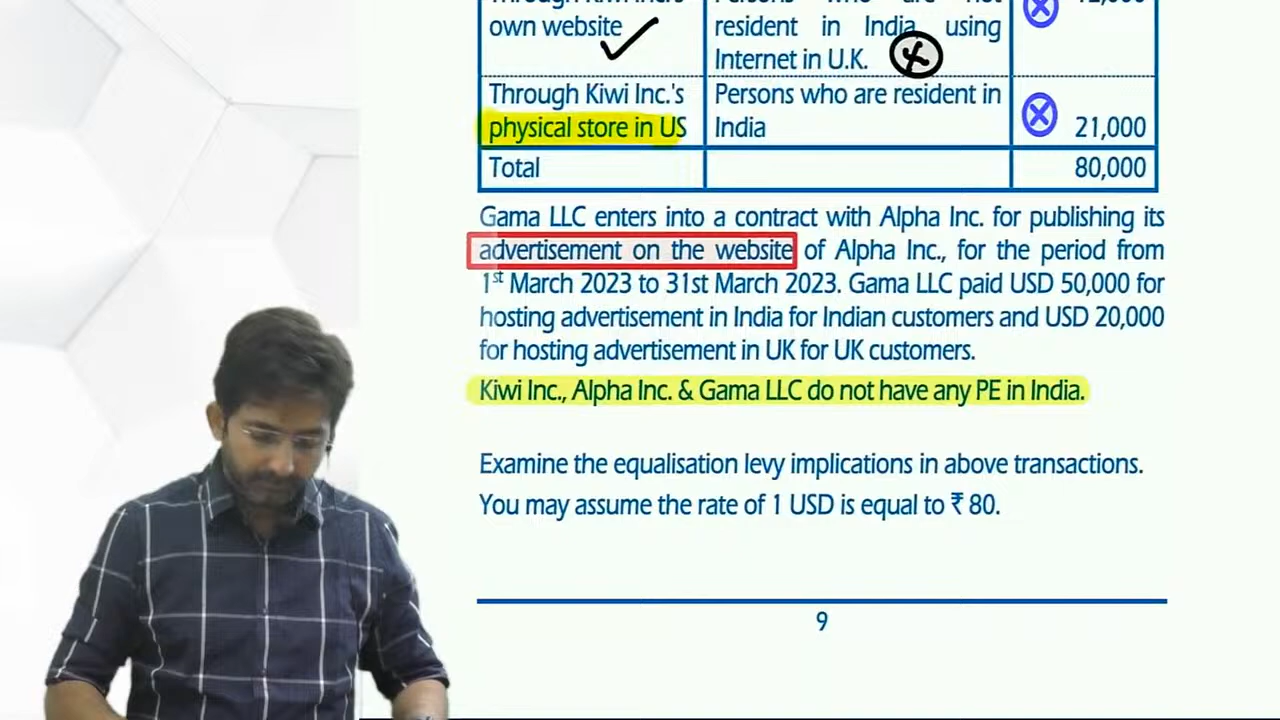 own website
Persons who are not
resident in India, using
Internet in U.K.
Through Kiwi Inc.'s
physical store in US
Persons who are resident in
India
21,000
Total
80,000
Gama LLC enters into a contract with Alpha Inc. for publishing its
advertisement on the website of Alpha Inc., for the period from
1st March 2023 to 31st March 2023. Gama LLC paid USD 50,000 for
hosting advertisement in India for Indian customers and USD 20,000
for hosting advertisement in UK for UK customers.
Kiwi Inc., Alpha Inc. & Gama LLC do not have any PE in India.
Examine the equalisation levy implications in above transactions.
You may assume the rate of 1 USD is equal to ₹ 80.
9